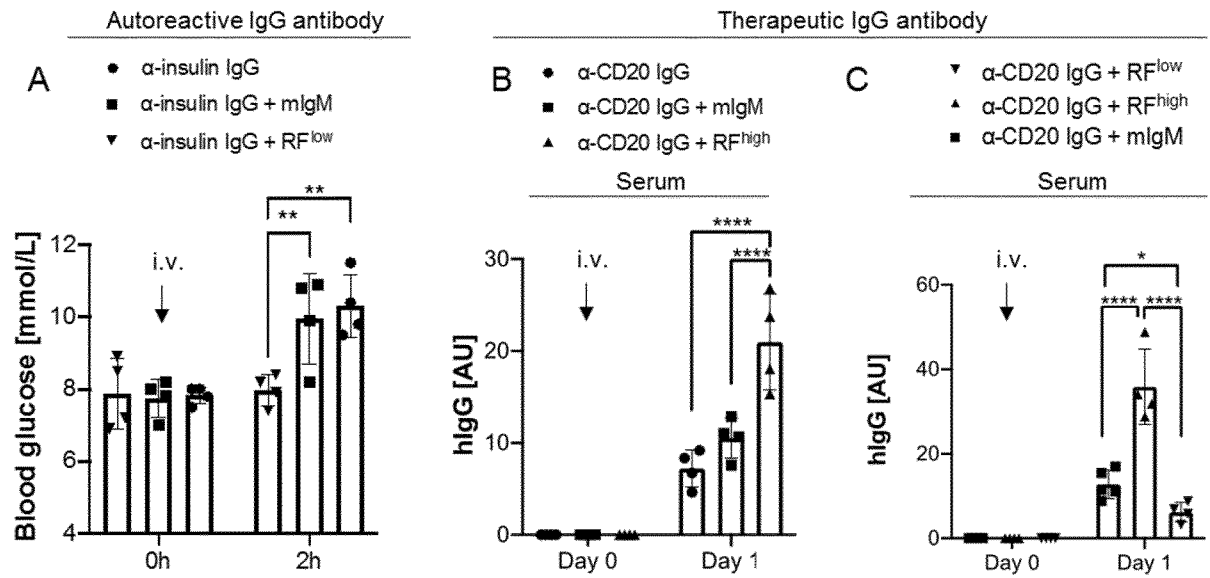 Autoreactive IgG antibody
Therapeutic IgG antibody
A
α-insulin IgG
α-insulin IgG + mIgM
α-insulin IgG + RFlow
B
α-CD20 IgG
α-CD20 IgG + mIgM
α-CD20 IgG + RFhigh
C
α-CD20 IgG + RFlow
α-CD20 IgG + RFhigh
α-CD20 IgG + mIgM
Blood glucose [mmol/L]
12
10
8
6
4
i.v.
**
**
0h
2h
Serum
hIgG [AU]
30
20
10
0
i.v.
****
****
Day 0
Day 1
Serum
hIgG [AU]
60
40
20
0
i.v.
*
****
****
Day 0
Day 1